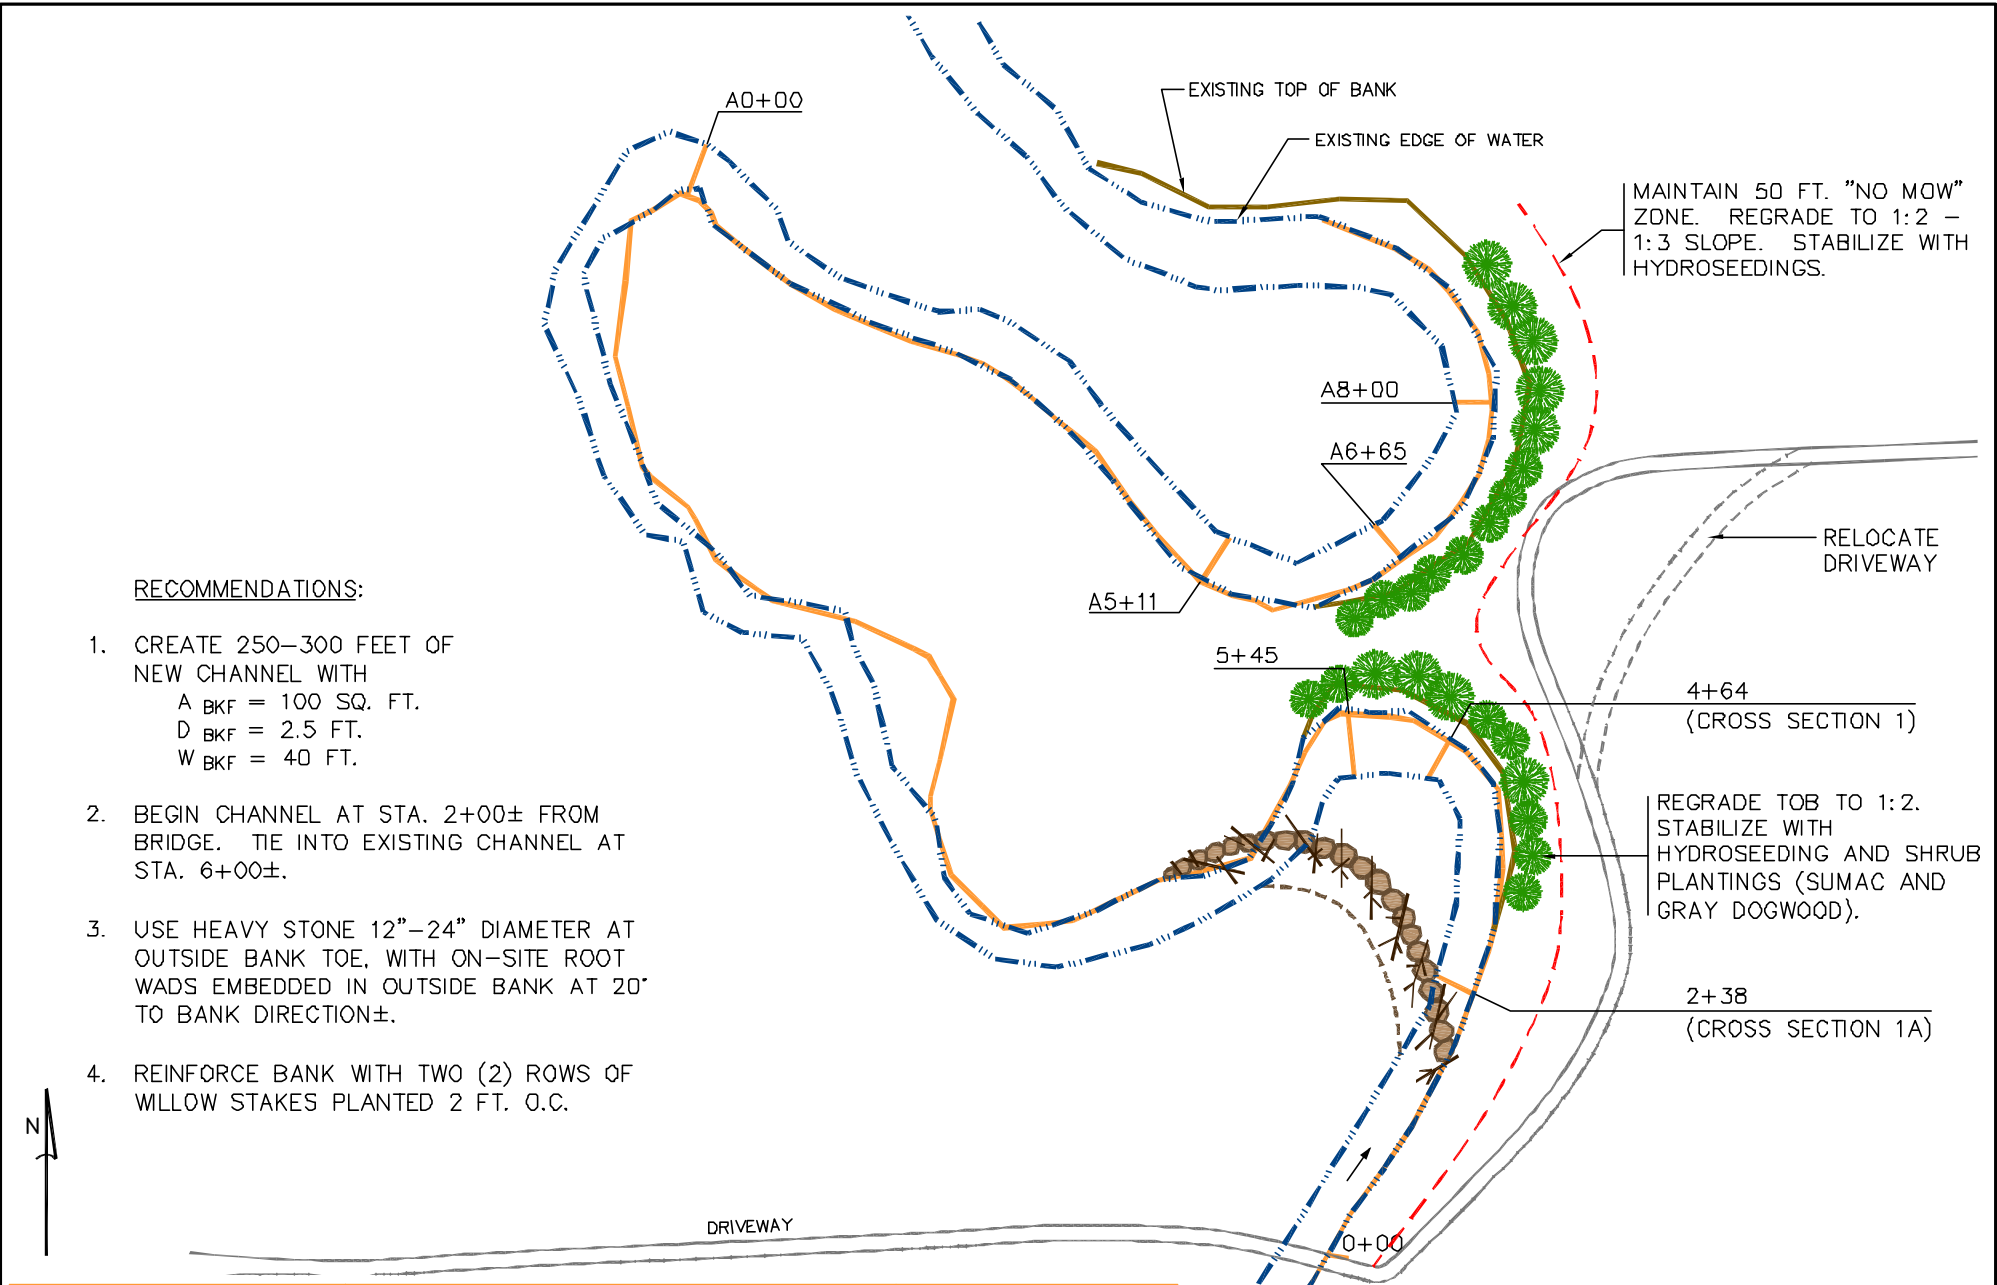 A0+00
EXISTING TOP OF BANK
EXISTING EDGE OF WATER
MAINTAIN 50 FT. "NO MOW"
ZONE. REGRADE TO 1:2 –
1:3 SLOPE. STABILIZE WITH
HYDROSEEDINGS.
A8+00
A6+65
RELOCATE
DRIVEWAY
A5+11
RECOMMENDATIONS:
1. CREATE 250–300 FEET OF
NEW CHANNEL WITH
A BKF = 100 SQ. FT.
D BKF = 2.5 FT.
W BKF = 40 FT.
2. BEGIN CHANNEL AT STA. 2+00± FROM
BRIDGE. TIE INTO EXISTING CHANNEL AT
STA. 6+00±.
3. USE HEAVY STONE 12"–24" DIAMETER AT
OUTSIDE BANK TOE, WITH ON–SITE ROOT
WADS EMBEDDED IN OUTSIDE BANK AT 20°
TO BANK DIRECTION±.
4. REINFORCE BANK WITH TWO (2) ROWS OF
WILLOW STAKES PLANTED 2 FT. O.C.
5+45
4+64
(CROSS SECTION 1)
REGRADE TOB TO 1:2.
STABILIZE WITH
HYDROSEEDING AND SHRUB
PLANTINGS (SUMAC AND
GRAY DOGWOOD).
2+38
(CROSS SECTION 1A)
N
DRIVEWAY
0+00